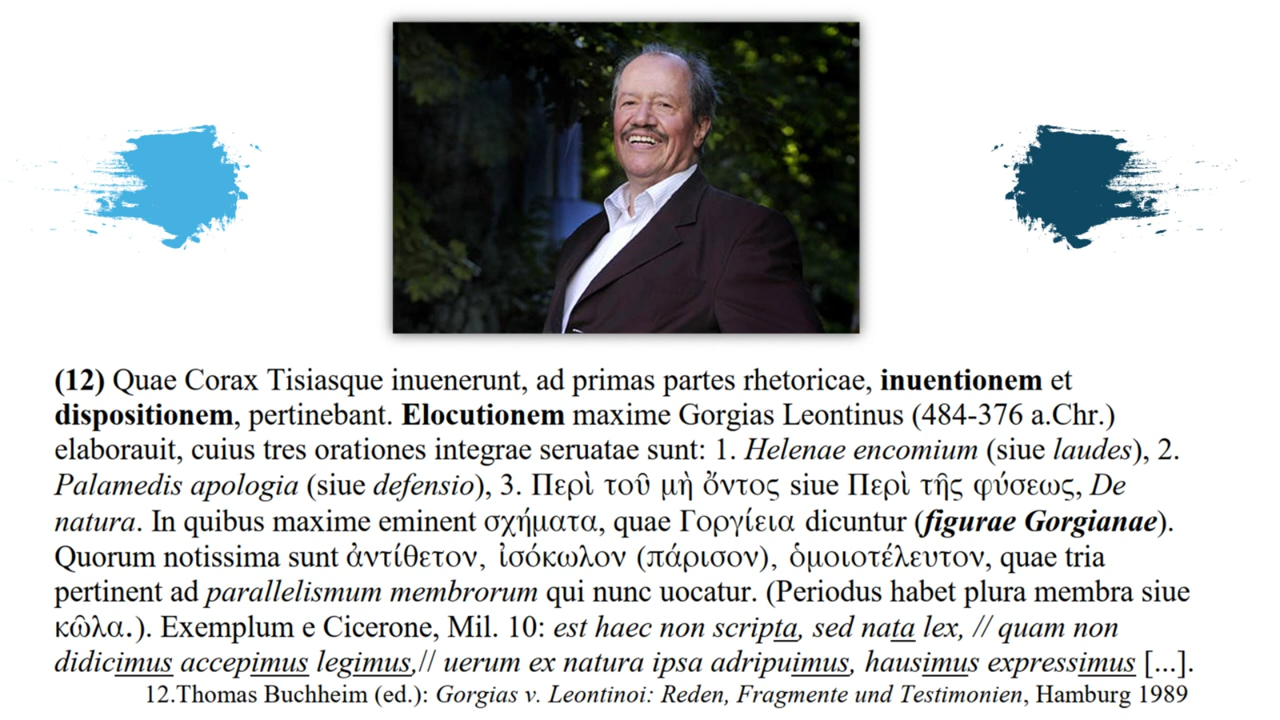 (12) Quae Corax Tisiasque inuenerunt, ad primas partes rhetoricae, inuentionem et
dispositionem, pertinebant. Elocutionem maxime Gorgias Leontinus (484-376 a.Chr.)
elaborauit, cuius tres orationes integrae seruatae sunt: 1. Helenae encomium (siue laudes), 2.
Palamedis apologia (siue defensio), 3. Περὶ τοῦ μὴ ὄντος siue Περὶ τῆς φύσεως, De
natura. In quibus maxime eminent σχήματα, quae Γοργίεια dicuntur (figurae Gorgianae).
Quorum notissima sunt ἀντίθετον, ἰσόκωλον (πάρισον), ὁμοιοτέλευτον, quae tria
pertinent ad parallelismum membrorum qui nunc uocatur. (Periodus habet plura membra siue
κῶλα.). Exemplum e Cicerone, Mil. 10: est haec non scripta, sed nata lex, // quam non
didicimus accepimus legimus,// uerum ex natura ipsa adripuimus, hausimus expressimus [...].
12.Thomas Buchheim (ed.): Gorgias v. Leontinoi: Reden, Fragmente und Testimonien, Hamburg 1989